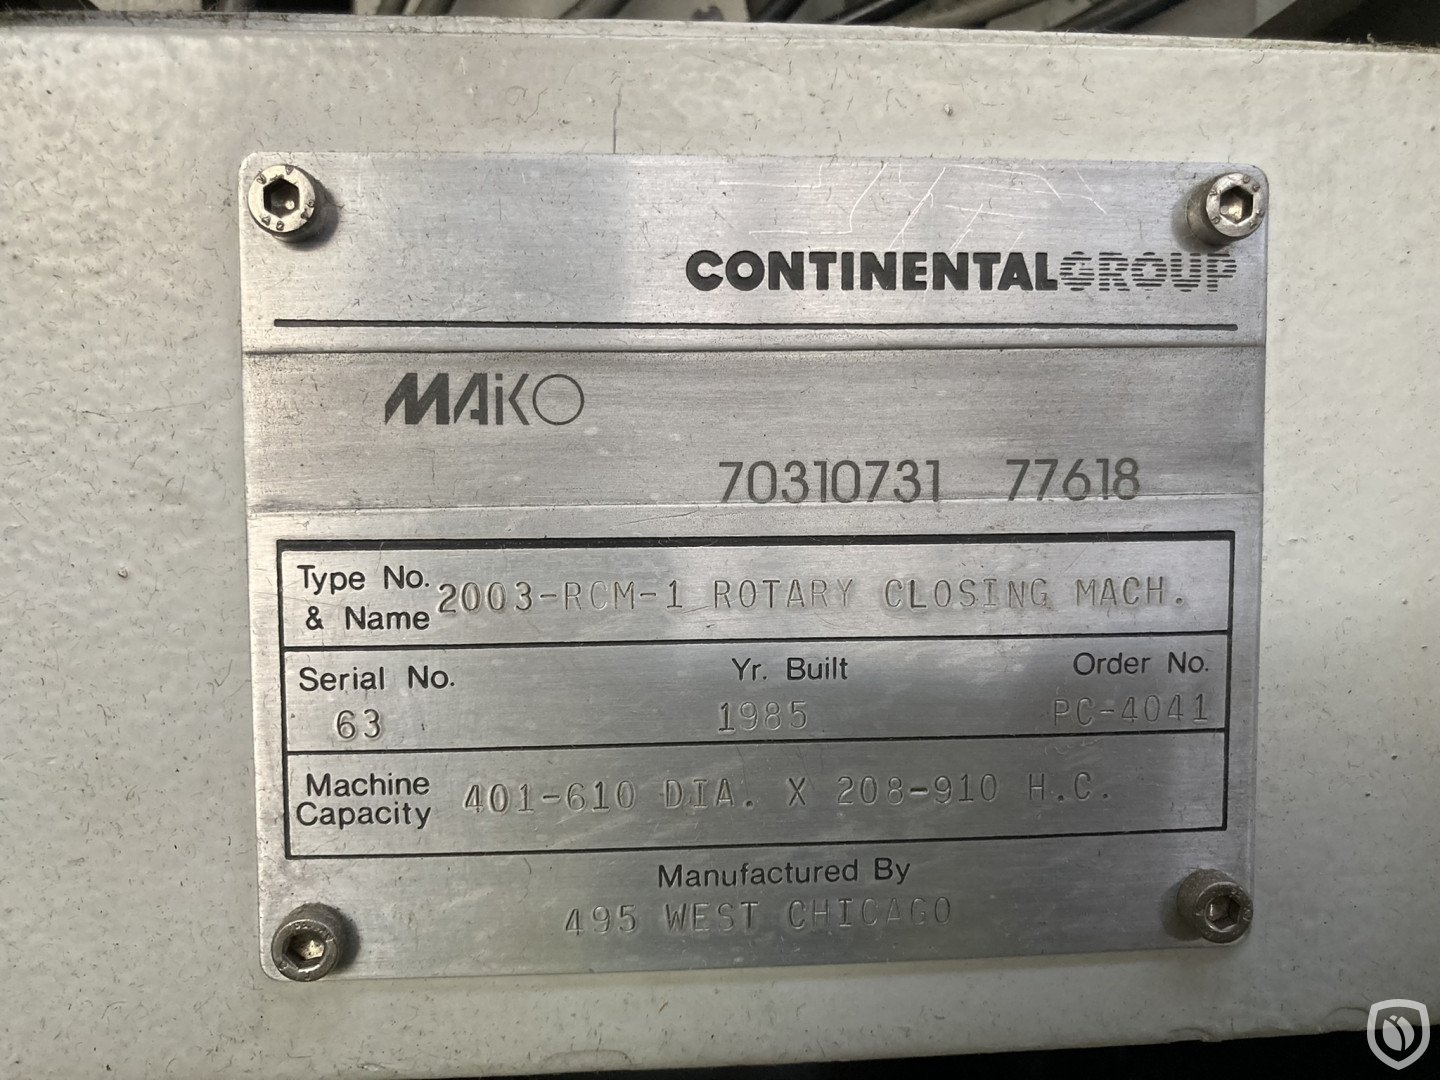 CONTINENTALGROUP
MAIKO
70310731 77618
Type No. & Name 2003-RCM-1 ROTARY CLOSING MACH.
Serial No. Yr. Built Order No.
63 1985 PC-4041
Machine Capacity 401-610 DIA. X 208-910 H.C.
Manufactured By
495 WEST CHICAGO